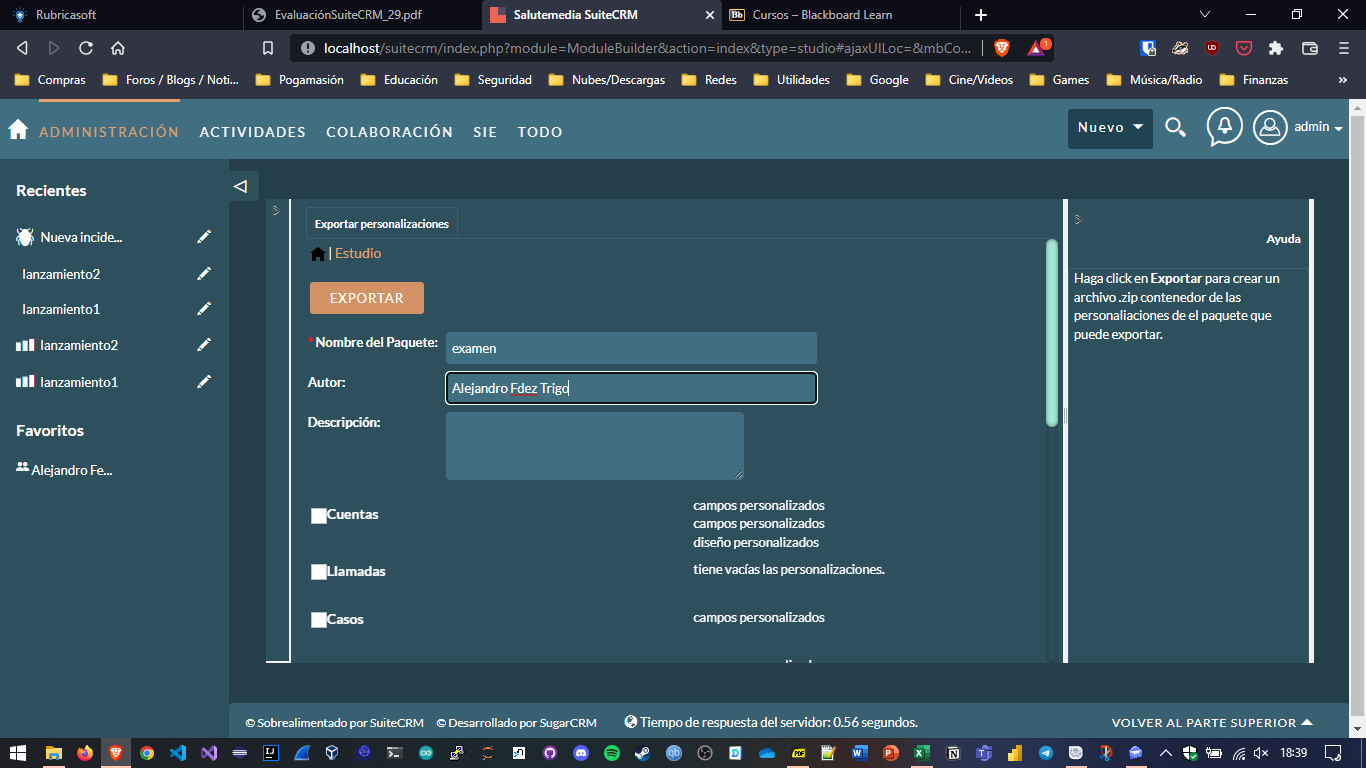 Rubricasoft
EvaluaciónSuiteCRM_29.pdf
Salutemedia SuiteCRM
Cursos – Blackboard Learn
localhost/suitecrm/index.php?module=ModuleBuilder&action=index&type=studio#ajaxUILoc=&mbCo...
Compras
Foros / Blogs / Noti...
Pogamasión
Educación
Seguridad
Nubes/Descargas
Redes
Utilidades
Google
Cine/Videos
Games
Música/Radio
Finanzas
ADMINISTRACIÓN
ACTIVIDADES
COLABORACIÓN
SIE
TODO
Nuevo
admin
Recientes
Nueva incide...
lanzamiento2
lanzamiento1
lanzamiento2
lanzamiento1
Favoritos
Alejandro Fe...
Exportar personalizaciones
| Estudio
EXPORTAR
*Nombre del Paquete:
examen
Autor:
Alejandro Fdez Trigo
Descripción:
Cuentas
campos personalizados
campos personalizados
diseño personalizados
Llamadas
tiene vacías las personalizaciones.
Casos
campos personalizados
Ayuda
Haga click en Exportar para crear un
archivo .zip contenedor de las
personaliaciones de el paquete que
puede exportar.
© Sobrealimentado por SuiteCRM
© Desarrollado por SugarCRM
Tiempo de respuesta del servidor: 0.56 segundos.
VOLVER AL PARTE SUPERIOR
18:39